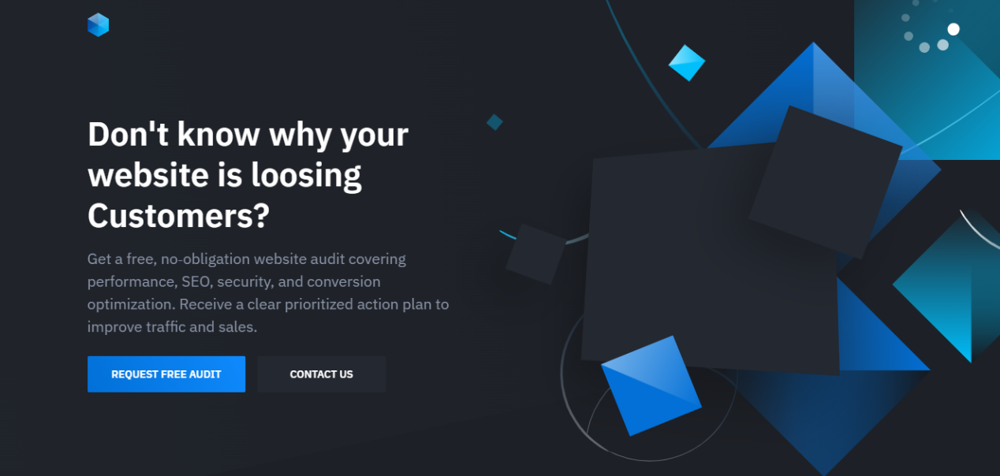 Don't know why your
website is loosing
Customers?
Get a free, no-obligation website audit covering
performance, SEO, security, and conversion
optimization. Receive a clear prioritized action plan to
improve traffic and sales.
REQUEST FREE AUDIT
CONTACT US